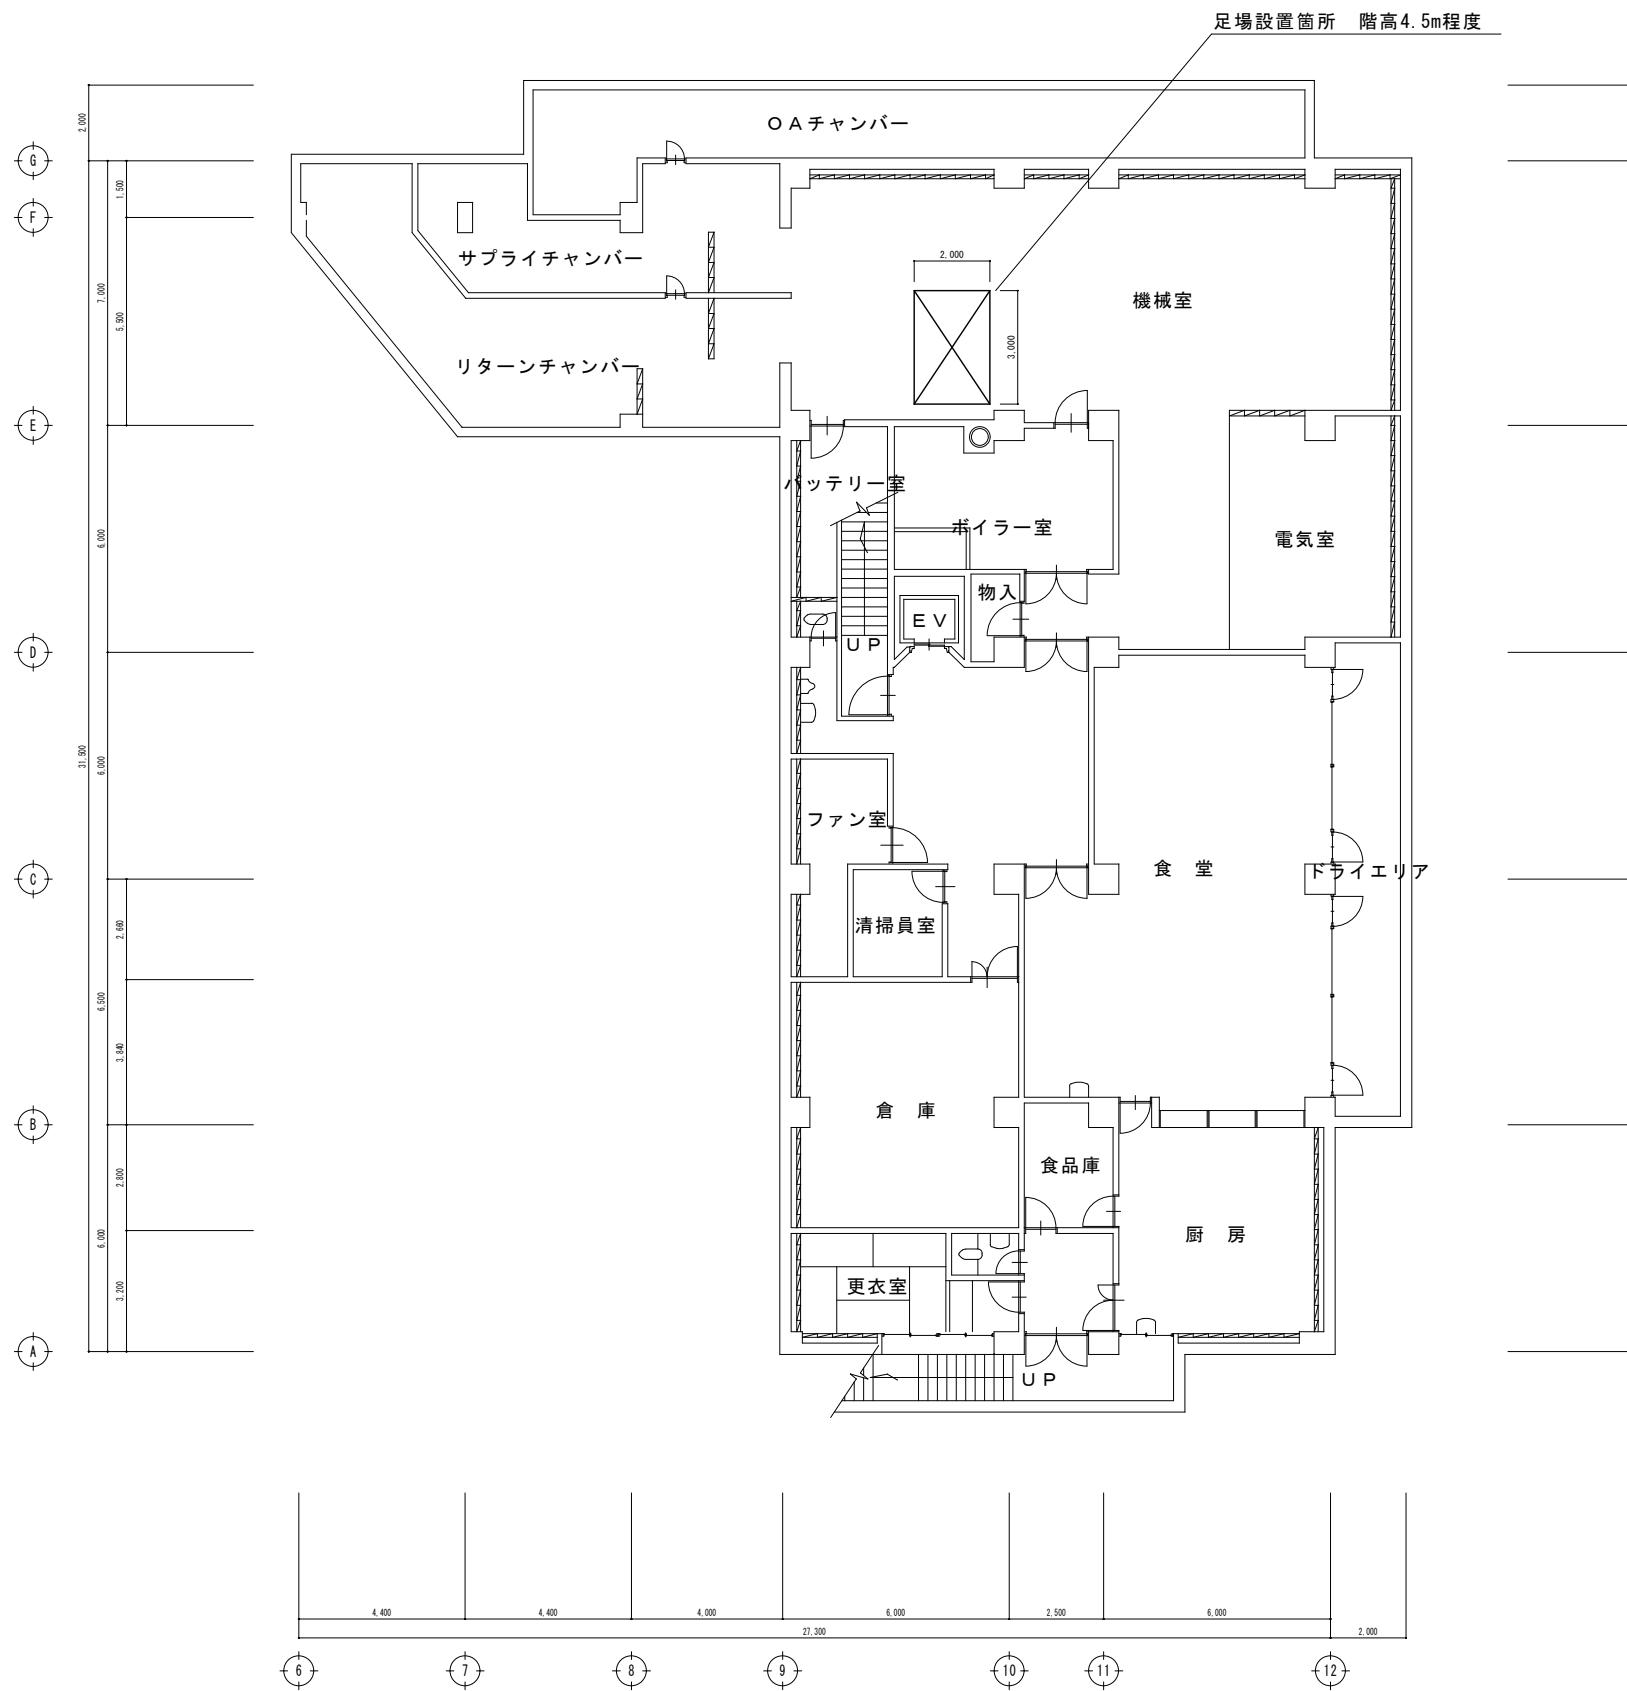 足場設置箇所　階高4.5m程度
OAチャンバー
2,000
G
1,500
F
サプライチャンバー
2,000
7,000
機械室
5,500
3,000
リターンチャンバー
E
バッテリー室
ボイラー室
6,000
電気室
物入
EV
UP
D
31,500
6,000
ファン室
食　堂
ドライエリア
C
2,660
清掃員室
6,500
3,840
倉　庫
B
食品庫
2,800
厨　房
6,000
更衣室
3,200
A
UP
4,400
4,400
4,000
6,000
2,500
6,000
27,300
2,000
6
7
8
9
10
11
12